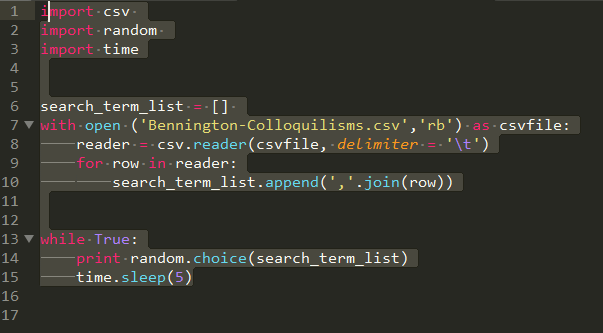 1 import csv
2 import random
3 import time
4
5
6 search_term_list = []
7 with open ('Bennington-Colloquilisms.csv','rb') as csvfile:
8 reader = csv.reader(csvfile, delimiter = '\t')
9 for row in reader:
10 search_term_list.append(','.join(row))
11
12
13 while True:
14 print random.choice(search_term_list)
15 time.sleep(5)
16
17